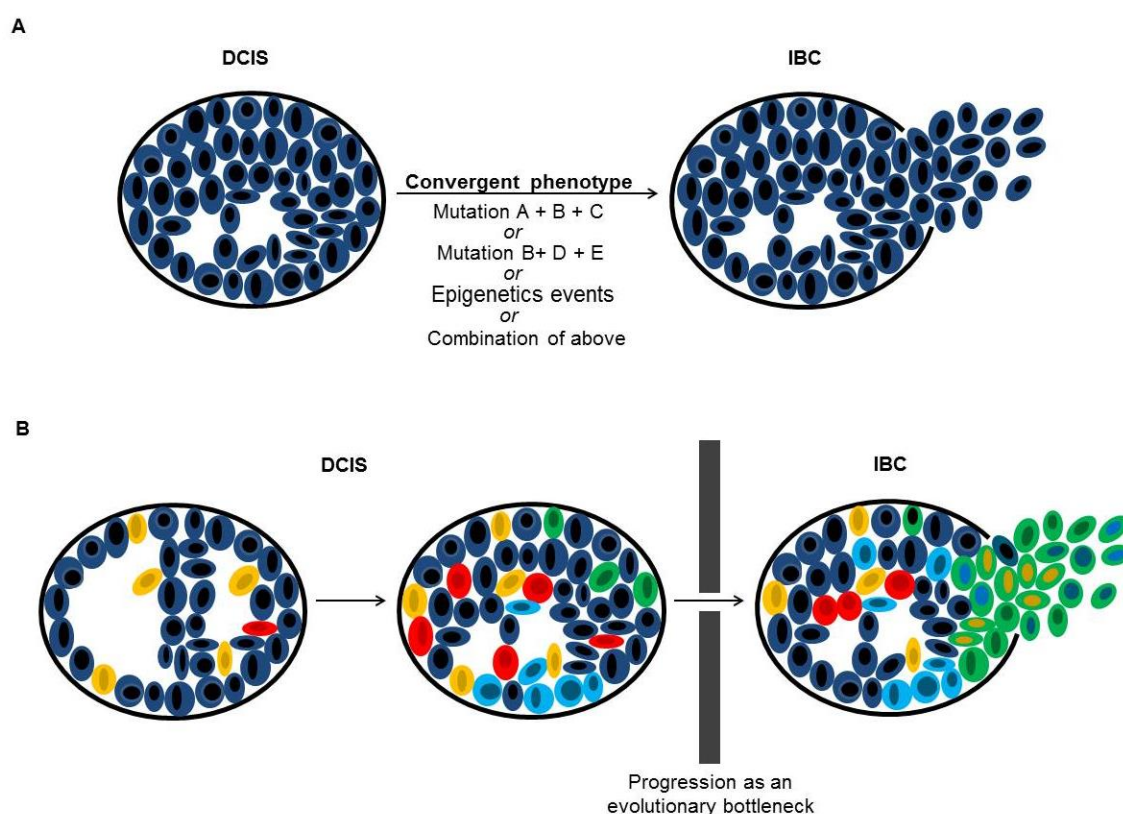 A
DCIS
IBC
Convergent phenotype
Mutation A + B + C
or
Mutation B+ D + E
or
Epigenetics events
or
Combination of above
B
DCIS
IBC
Progression as an
evolutionary bottleneck